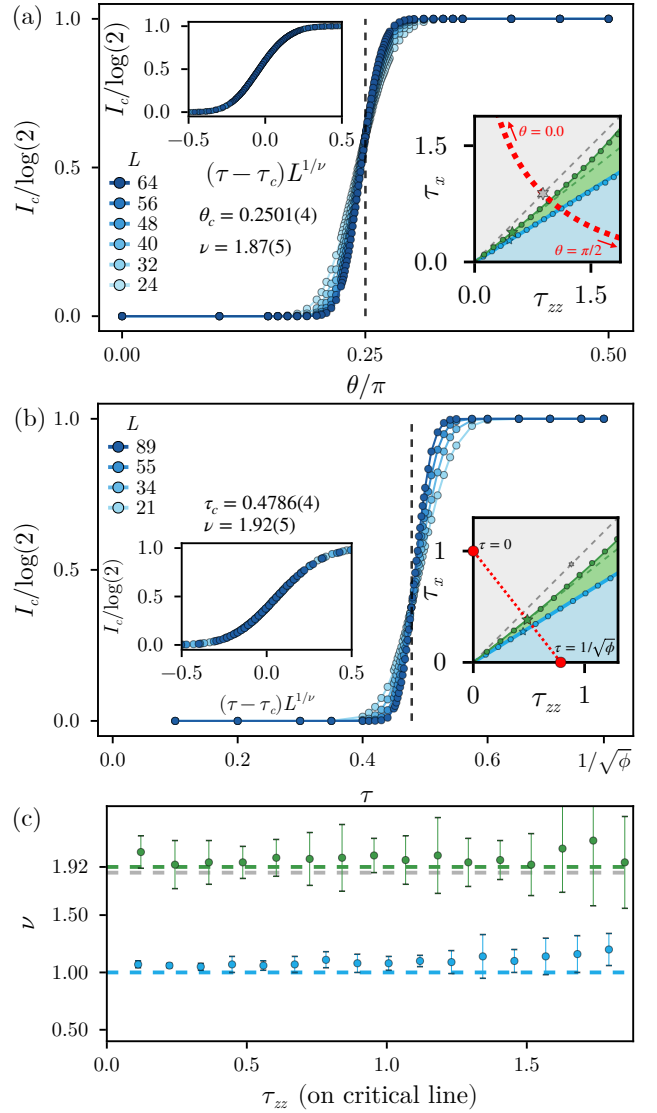 (a)
I_c/log(2)
1.0
0.5
0.0
0.00
0.25
0.50
θ/π
I_c/log(2)
1.0
0.5
0.0
−0.5
0.0
0.5
(τ − τ_c)L^{1/ν}
θ_c = 0.2501(4)
ν = 1.87(5)
L
64
56
48
40
32
24
τ_x
1.5
0.0
0.0
1.5
τ_zz
θ = 0.0
θ = π/2
(b)
I_c/log(2)
1.0
0.5
0.0
0.0
0.2
0.4
0.6
1/√ϕ
τ
L
89
55
34
21
τ_c = 0.4786(4)
ν = 1.92(5)
I_c/log(2)
1.0
0.5
0.0
−0.5
0.0
0.5
(τ − τ_c)L^{1/ν}
τ_x
1
0
0
1
τ_zz
τ = 0
τ = 1/√ϕ
(c)
ν
1.92
1.50
1.00
0.50
0.0
0.5
1.0
1.5
τ_zz (on critical line)